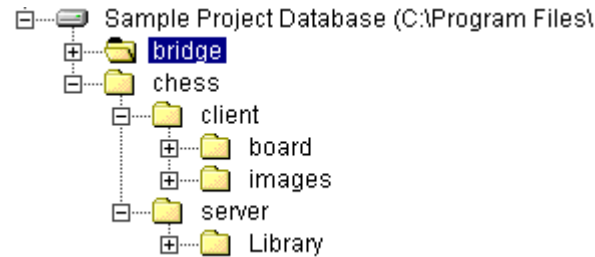 Sample Project Database (C:\Program Files\
bridge
chess
client
board
images
server
Library